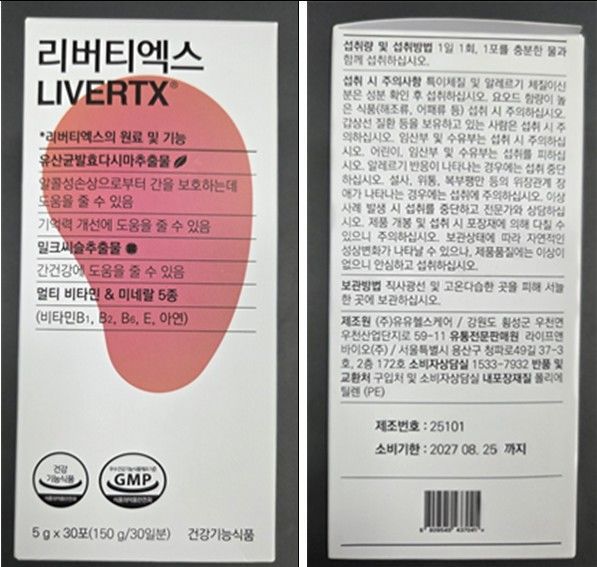 리버티엑스
LIVERTX®
*리버티엑스의 원료 및 기능
유산균발효다시마추출물
알콜성손상으로부터 간을 보호하는데
도움을 줄 수 있음
기억력 개선에 도움을 줄 수 있음
밀크씨슬추출물
간건강에 도움을 줄 수 있음
멀티 비타민 & 미네랄 5종
(비타민B1, B2, B6, E, 아연)
건강
기능식품
식품의약품안전처
GMP
식품의약품안전처
5 g x 30포(150 g/30일분) 건강기능식품
섭취량 및 섭취방법 1일 1회, 1포를 충분한 물과
함께 섭취하십시오.
섭취 시 주의사항 특이체질 및 알레르기 체질이신
분은 성분 확인 후 섭취하십시오. 요오드 함량이 높
은 식품(해조류, 어패류 등) 섭취 시 주의하십시오.
갑상선 질환 등을 보유하고 있는 사람은 섭취 시 주
의하십시오. 임산부 및 수유부는 섭취 시 주의하십
시오. 어린이, 임산부 및 수유부는 섭취를 피하십
시오. 알레르기 반응이 나타나는 경우에는 섭취 중단
하십시오. 설사, 위통, 복부팽만 등의 위장관계 장
애가 나타나는 경우에는 섭취에 주의하십시오. 이상
사례 발생 시 섭취를 중단하고 전문가와 상담하십
시오. 제품 개봉 및 섭취 시 포장재에 의해 다칠 수
있으니 주의하십시오. 보관상태에 따라 자연적인
성상변화가 나타날 수 있으나, 제품품질에는 이상이
없으니 안심하고 섭취하십시오.
보관방법 직사광선 및 고온다습한 곳을 피해 서늘
한 곳에 보관하십시오.
제조원 (주)유유헬스케어 / 강원도 횡성군 우천면
우천산업단지로 59-11 유통전문판매원 라이프앤
바이오(주) / 서울특별시 용산구 청파로49길 37-3
호, 2층 172호 소비자상담실 1533-7932 반품 및
교환처 구입처 및 소비자상담실 내포장재질 폴리에
틸렌 (PE)
제조번호 : 25101
소비기한 : 2027 08. 25 까지